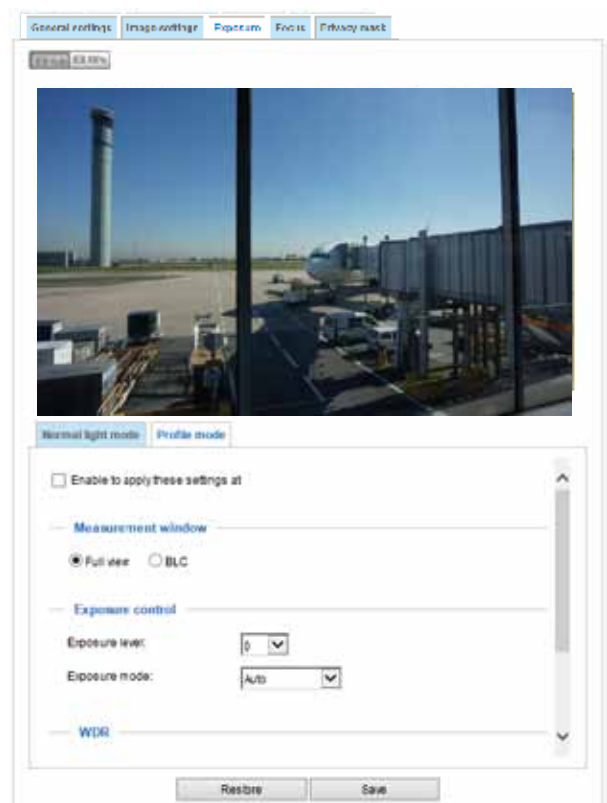 General settings Image settings Exposure Focus Privacy mask
Normal light mode Profile mode
Enable to apply these settings at
Measurement window
Full view BLC
Exposure control
Exposure level: 0
Exposure mode: Auto
WDR
Restore Save